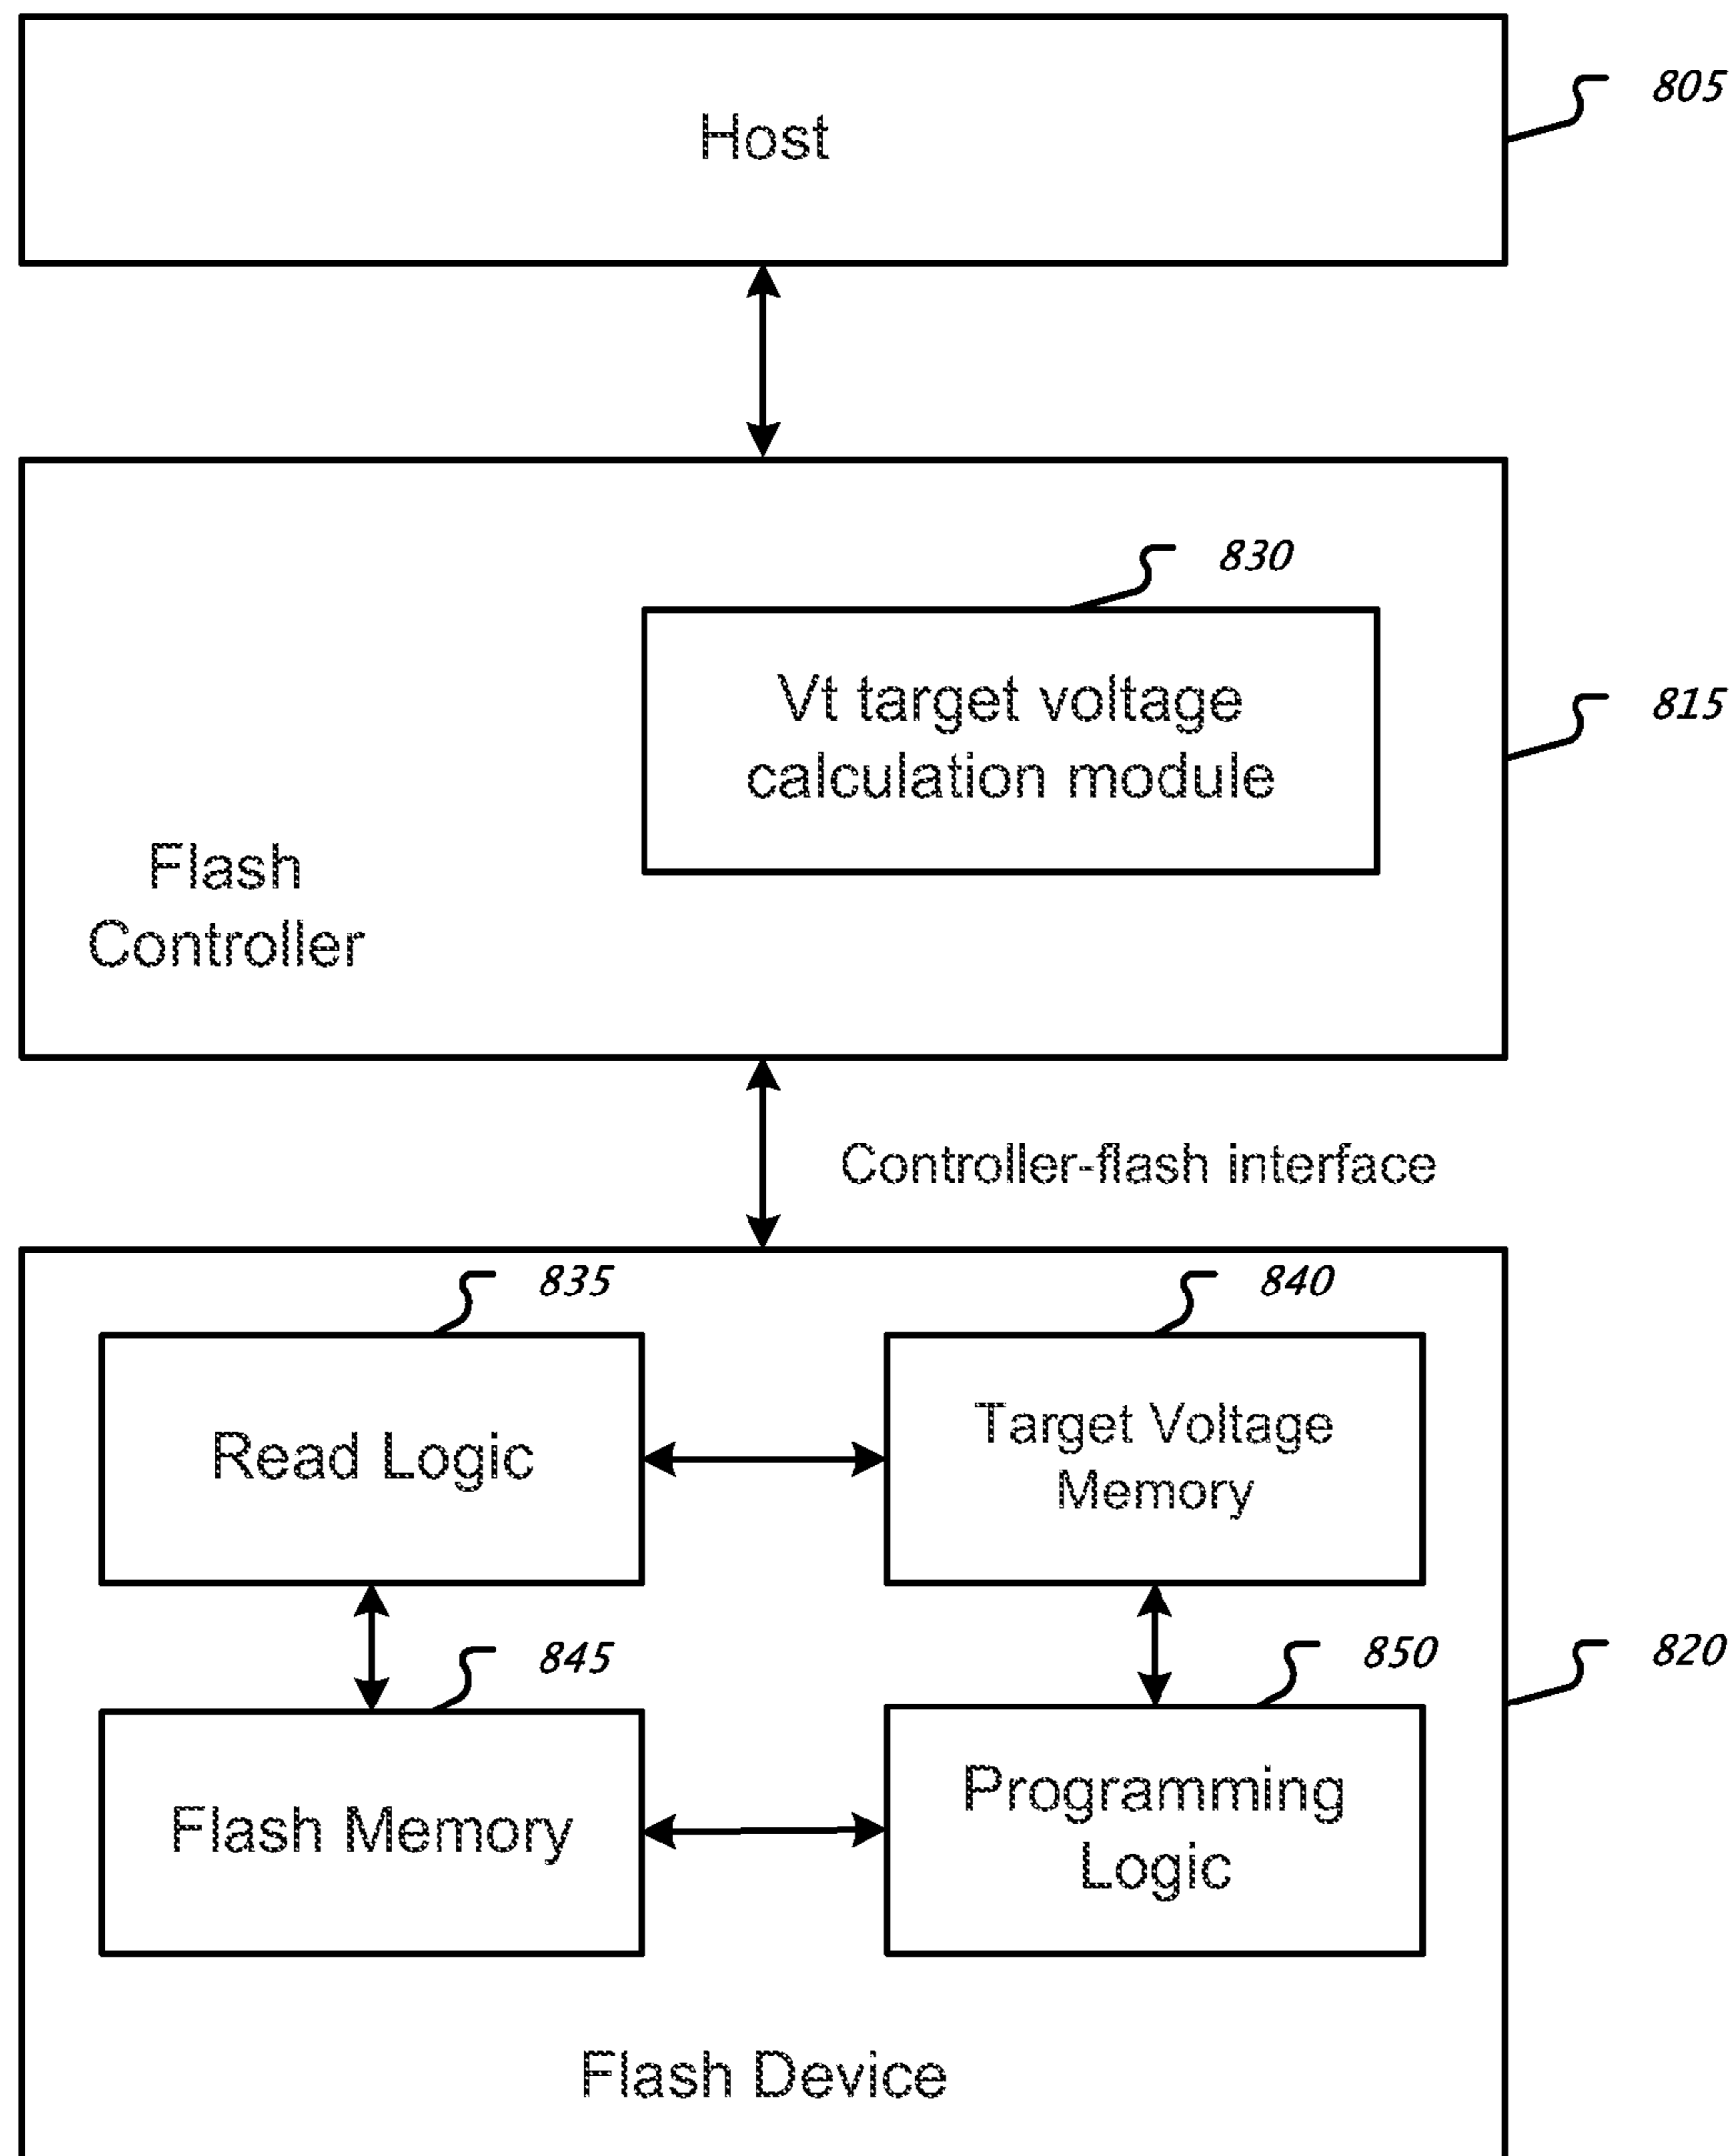 Host
805
830
Vt target voltage
calculation module
815
Flash
Controller
Controller-flash interface
835
840
Read Logic
Target Voltage
Memory
845
850
820
Flash Memory
Programming
Logic
Flash Device